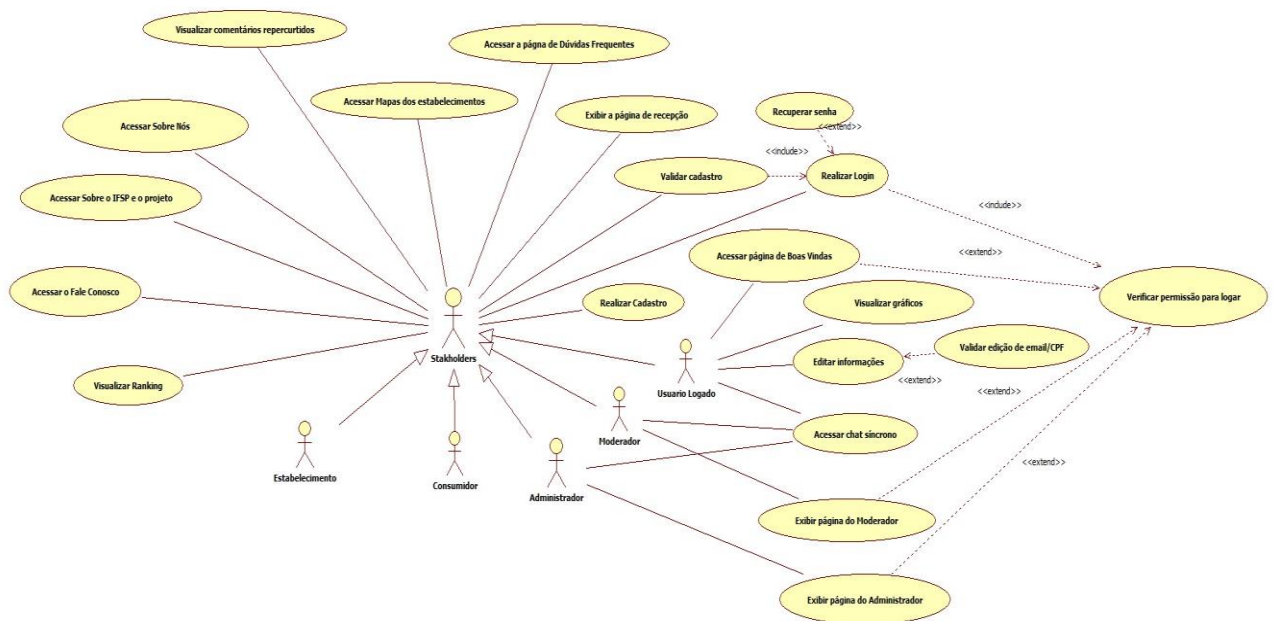 Visualizar comentários repercurtidos
Acessar a págna de Dúvidas Frequentes
Acessar Mapas dos estabelecimentos
Exibir a página de recepção
Recuperar senha
<<extend>>
Acessar Sobre Nós
<<include>>
Validar cadastro
Realizar Login
Acessar Sobre o IFSP e o projeto
<<include>>
Acessar página de Boas Vindas
<<extend>>
Acessar o Fale Conosco
Realizar Cadastro
Visualizar gráficos
Verificar permissão para logar
Stakholders
Editar informações
Validar edição de email/CPF
<<extend>>
Visualizar Ranking
Usuario Logado
<<extend>>
Moderador
Acessar chat síncrono
Estabelecimento
Consumidor
Administrador
<<extend>>
Exibir página do Moderador
Exibir página do Administrador